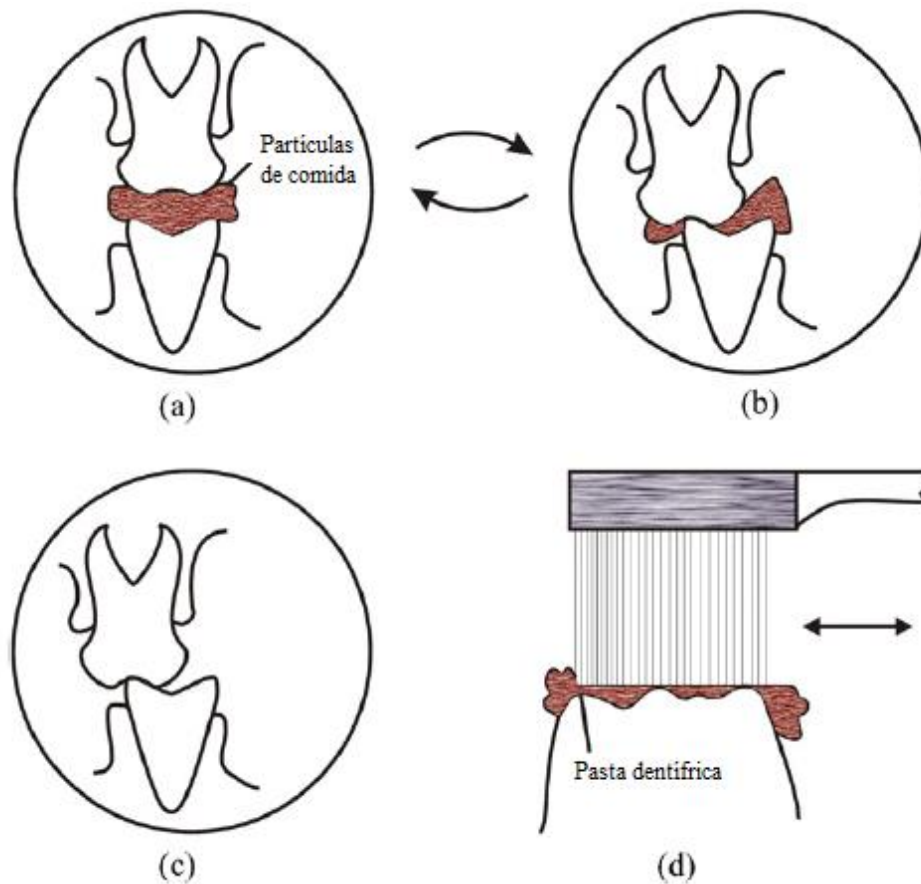 Partículas
de comida
(a)
(b)
Pasta dentífrica
(c)
(d)